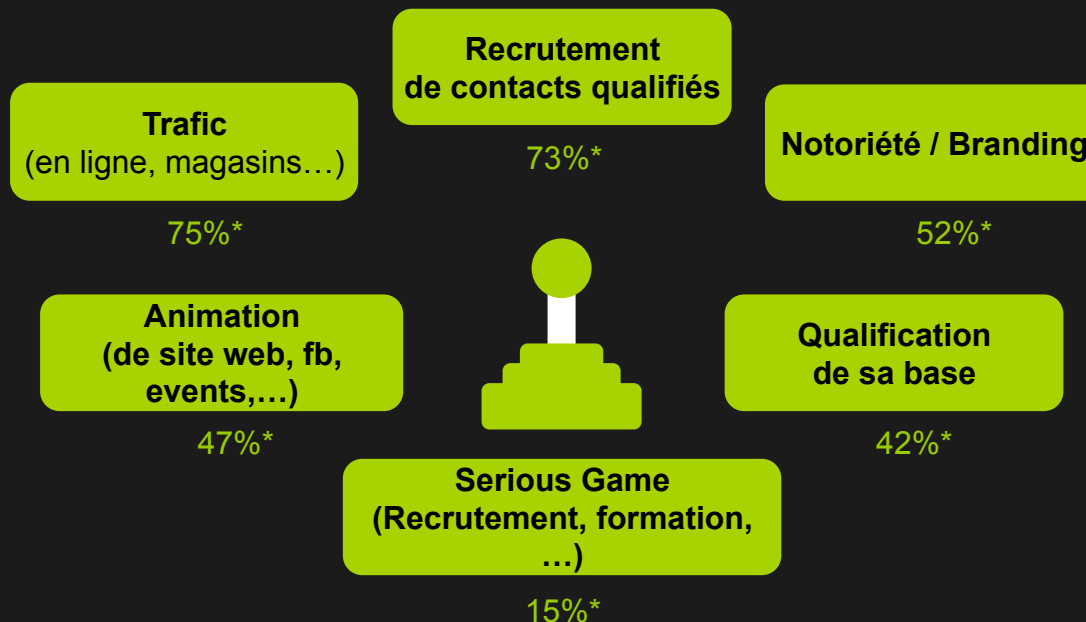 Recrutement
de contacts qualifiés
73%*
Trafic
(en ligne, magasins…)
75%*
Notoriété / Branding
52%*
Animation
(de site web, fb,
events,…)
47%*
Qualification
de sa base
42%*
Serious Game
(Recrutement, formation,
…)
15%*